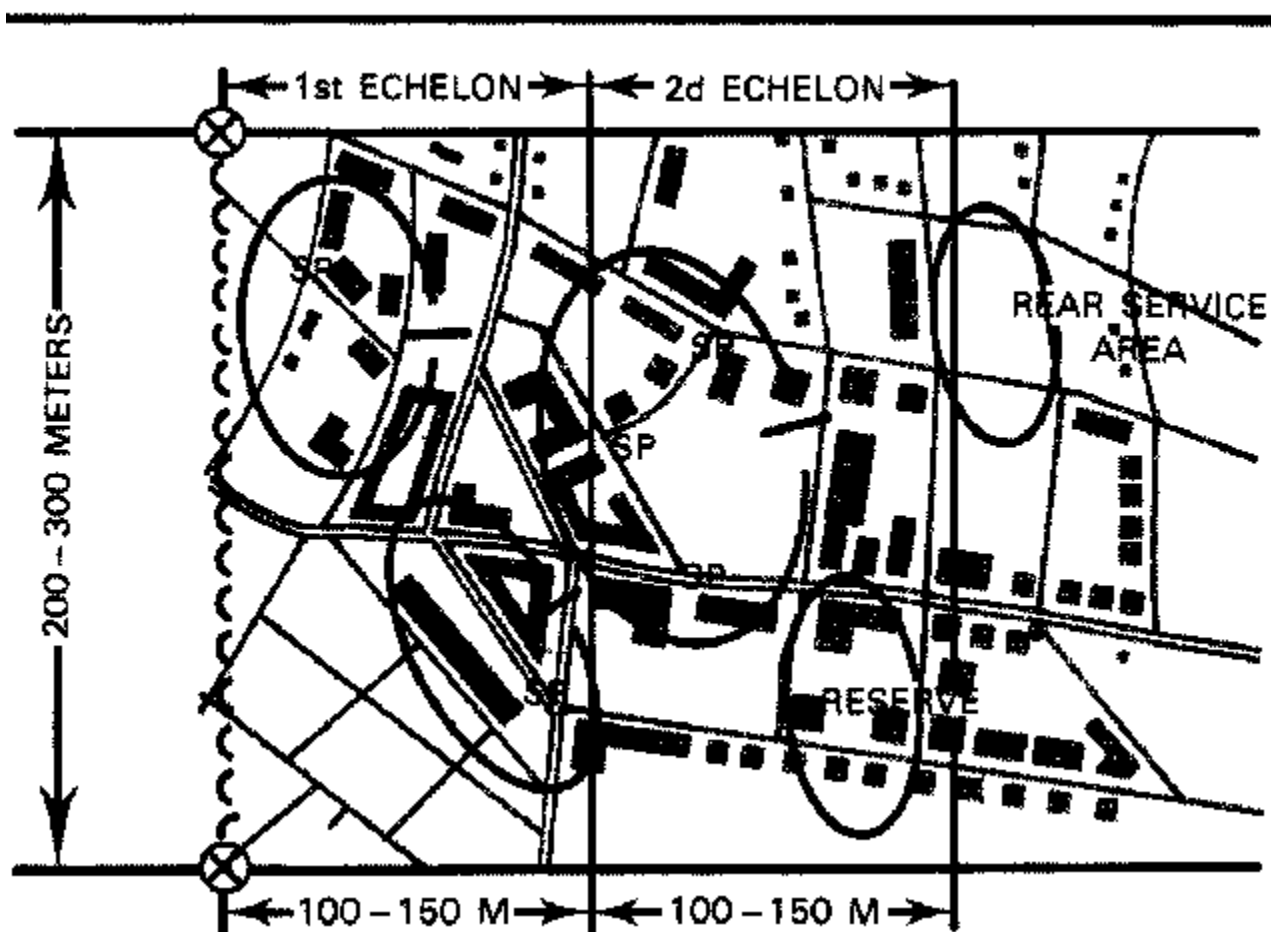 1st ECHELON
2d ECHELON
200-300 METERS
SP
REAR SERVICE
AREA
SP
SP
SP
RESERVE
100-150 M
100-150 M